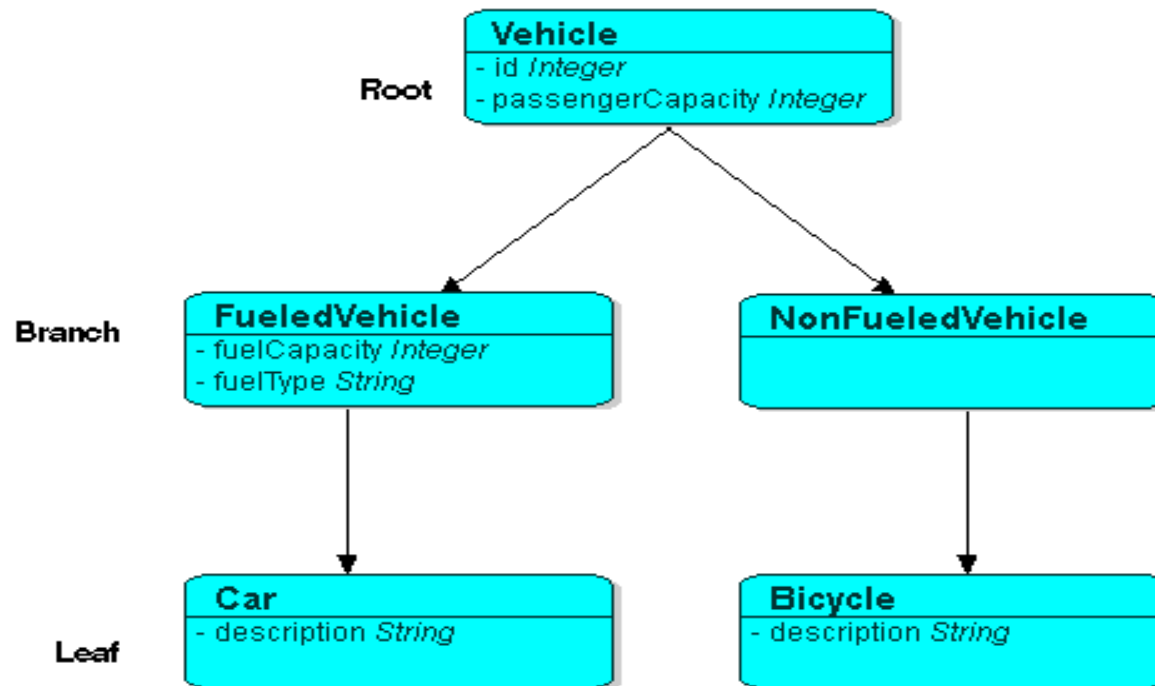 Vehicle
- id Integer
- passengerCapacity Integer
Root
FueledVehicle
- fuelCapacity Integer
- fuelType String
NonFueledVehicle
Branch
Car
- description String
Bicycle
- description String
Leaf